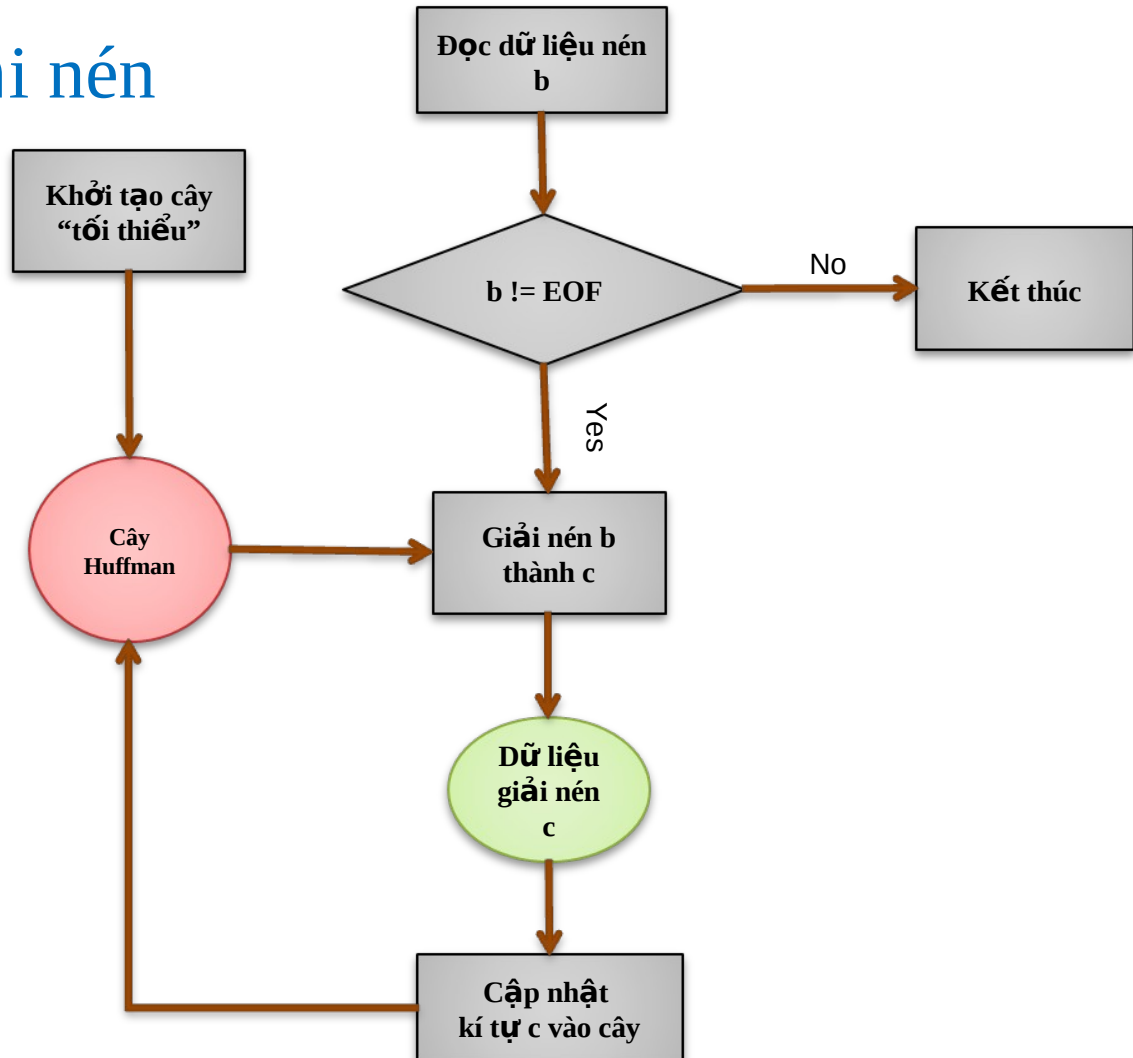 nén
Đọc dữ liệu nén
b
Khởi tạo cây
“tối thiểu”
b != EOF
No
Kết thúc
Yes
Cây
Huffman
Giải nén b
thành c
Dữ liệu
giải nén
c
Cập nhật
kí tự c vào cây